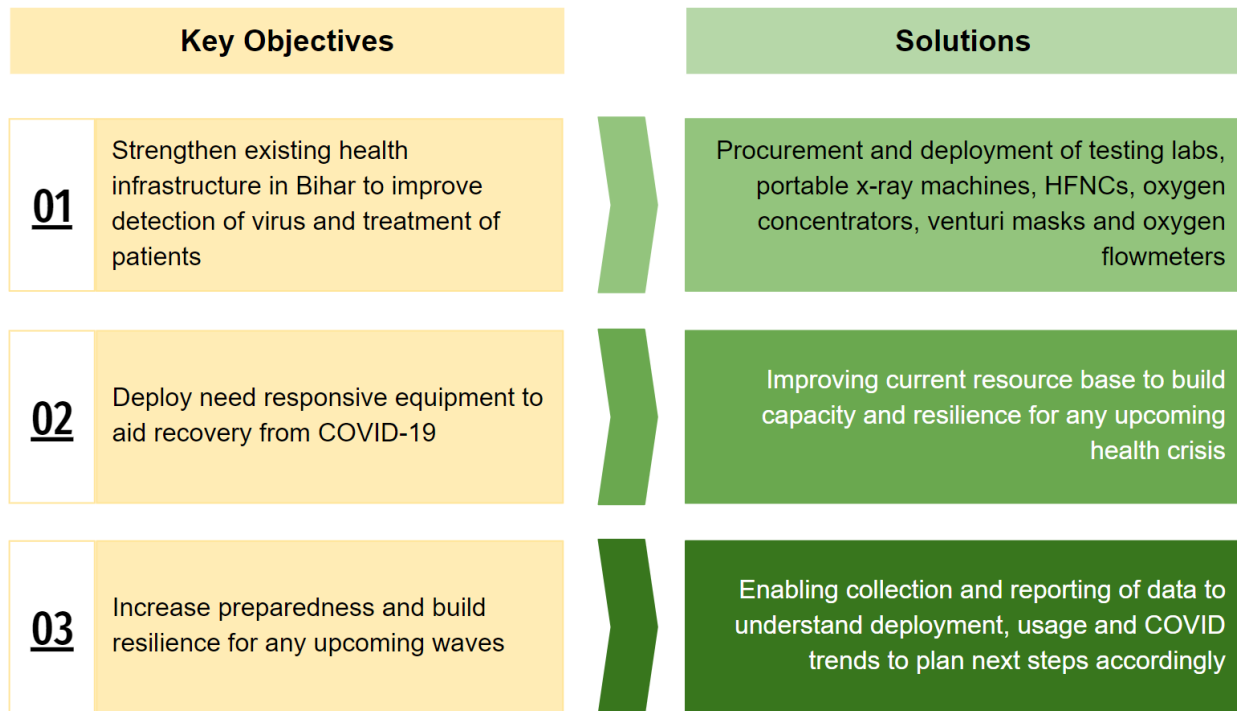 Key Objectives
Solutions
01
Strengthen existing health
infrastructure in Bihar to improve
detection of virus and treatment of
patients
Procurement and deployment of testing labs,
portable x-ray machines, HFNCs, oxygen
concentrators, venturi masks and oxygen
flowmeters
02
Deploy need responsive equipment to
aid recovery from COVID-19
Improving current resource base to build
capacity and resilience for any upcoming
health crisis
03
Increase preparedness and build
resilience for any upcoming waves
Enabling collection and reporting of data to
understand deployment, usage and COVID
trends to plan next steps accordingly